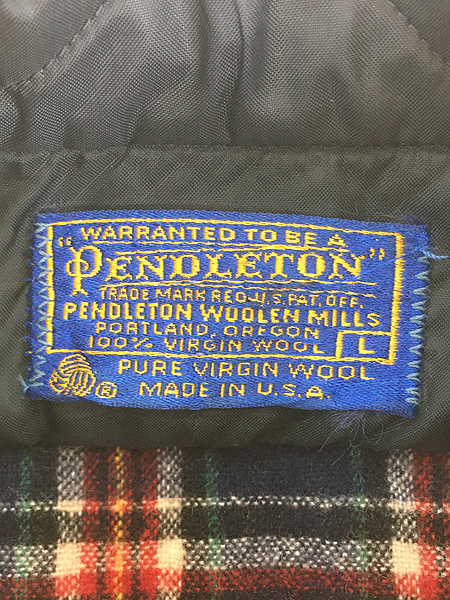 WARRANTED TO BE A
"PENDLETON"
TRADE MARK REG. U.S. PAT. OFF.
PENDLETON WOOLEN MILLS
PORTLAND, OREGON
100% VIRGIN WOOL L
PURE VIRGIN WOOL
® MADE IN U.S.A.